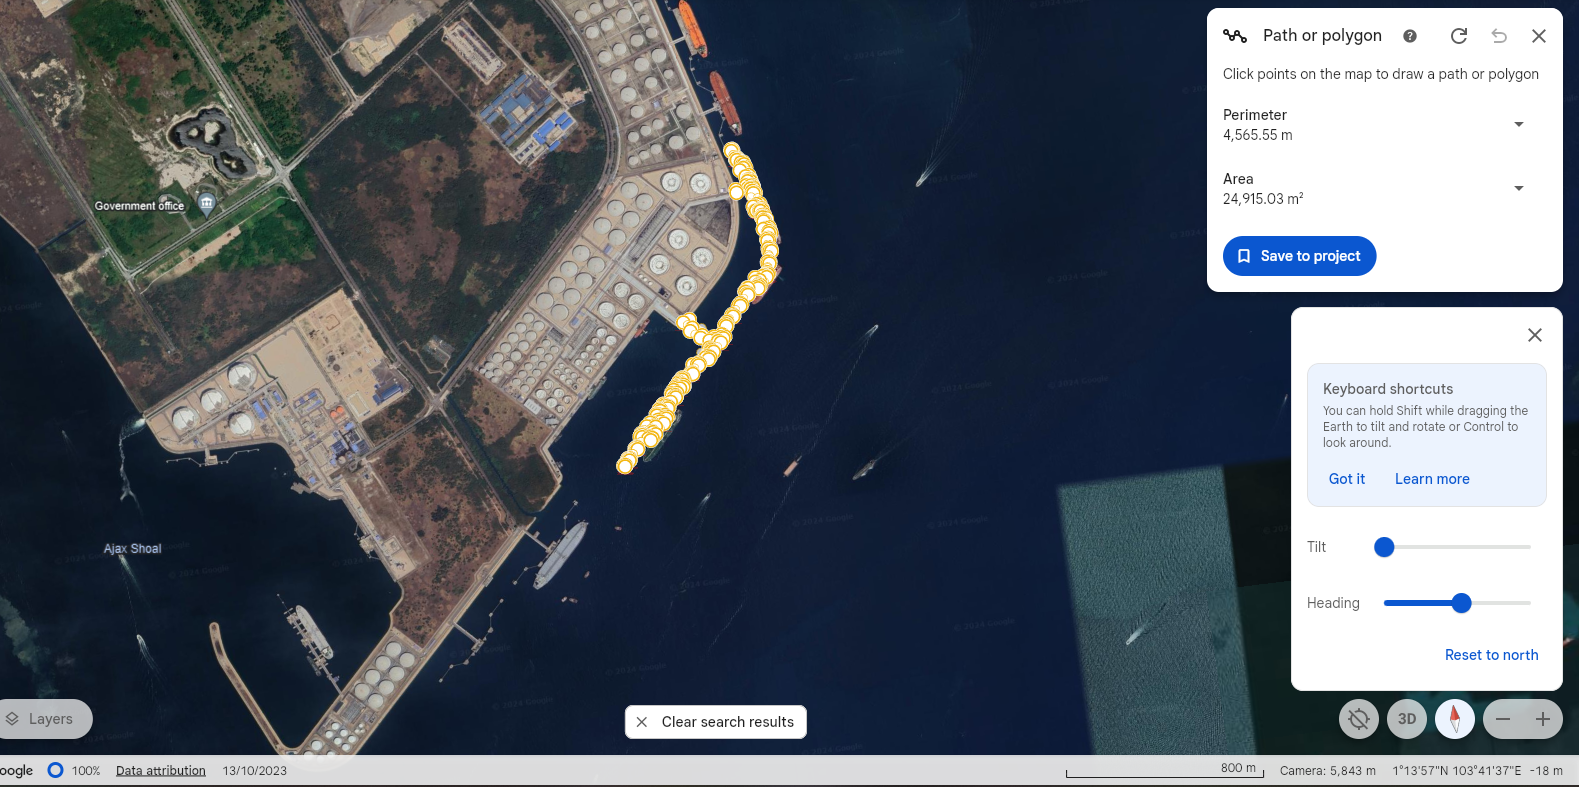 Path or polygon
Click points on the map to draw a path or polygon
Perimeter
4,565.55 m
Area
24,915.03 m²
Save to project
Government office
Keyboard shortcuts
You can hold Shift while dragging the
Earth to tilt and rotate or Control to
look around.
Got it Learn more
Ajax Shoal
Tilt
Heading
Reset to north
Layers
Clear search results
3D
oogle 100% Data attribution 13/10/2023 800 m Camera: 5,843 m 1°13'57"N 103°41'37"E -18 m